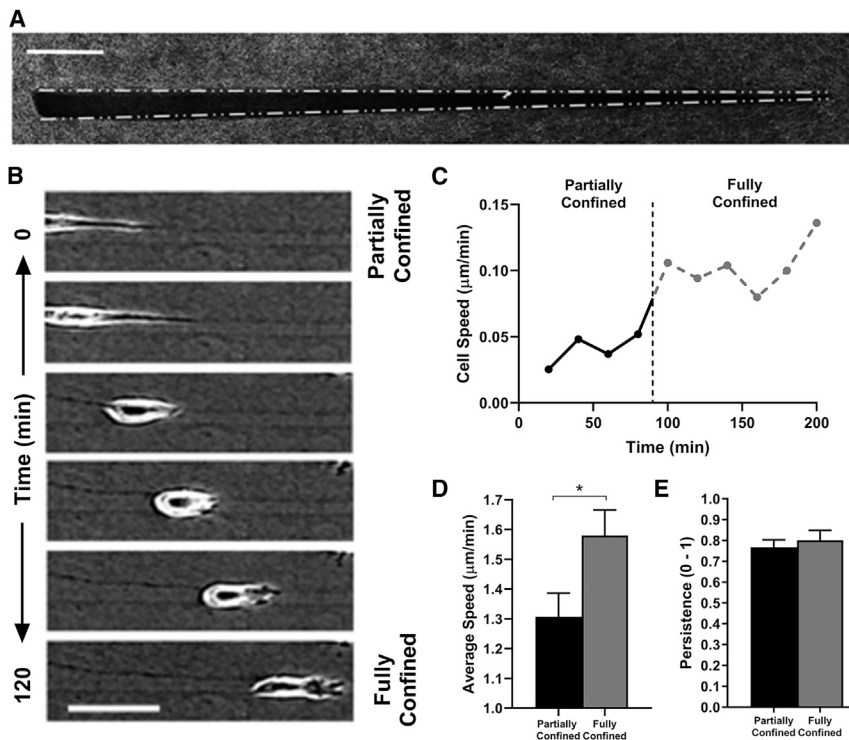 A
B
0
Time (min)
120
Partially
Confined
Fully
Confined
C
Partially
Confined
Fully
Confined
0.15
0.10
0.05
0.00
Cell Speed (μm/min)
0
50
100
150
200
Time (min)
D
*
1.7
1.6
1.5
1.4
1.3
1.2
1.1
1.0
Average Speed (μm/min)
Partially
Confined
Fully
Confined
E
1.0
0.9
0.8
0.7
0.6
0.5
0.4
0.3
0.2
0.1
0.0
Persistence (0 - 1)
Partially
Confined
Fully
Confined